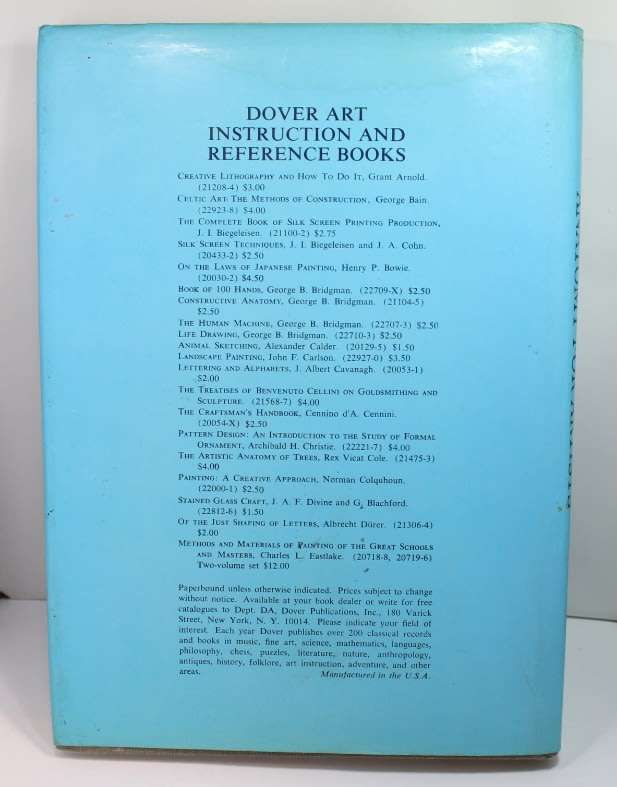 DOVER ART
INSTRUCTION AND
REFERENCE BOOKS
CREATIVE LITHOGRAPHY AND HOW TO DO IT, Grant Arnold.
(21208-4) $3.00
CELTIC ART: THE METHODS OF CONSTRUCTION, George Bain.
(22923-8) $4.00
THE COMPLETE BOOK OF SILK SCREEN PRINTING PRODUCTION,
J. I. Biegeleisen. (21100-2) $2.75
SILK SCREEN TECHNIQUES, J. I. Biegeleisen and J. A. Cohn.
(20433-2) $2.50
ON THE LAWS OF JAPANESE PAINTING, Henry P. Bowie.
(20030-2) $4.50
BOOK OF 100 HANDS, George B. Bridgman. (22709-X) $2.50
CONSTRUCTIVE ANATOMY, George B. Bridgman. (21104-5)
$2.50
THE HUMAN MACHINE, George B. Bridgman. (22707-3) $2.50
LIFE DRAWING, George B. Bridgman. (22710-3) $2.50
ANIMAL SKETCHING, Alexander Calder. (20129-5) $1.50
LANDSCAPE PAINTING, John F. Carlson. (22927-0) $3.50
LETTERING AND ALPHABETS, J. Albert Cavanagh. (20053-1)
$2.00
THE TREATISES OF BENVENUTO CELLINI ON GOLDSMITHING AND
SCULPTURE. (21568-7) $4.00
THE CRAFTSMAN'S HANDBOOK, Cennino d'A. Cennini.
(20054-X) $2.50
PATTERN DESIGN: AN INTRODUCTION TO THE STUDY OF FORMAL
ORNAMENT, Archibald H. Christie. (22221-7) $4.00
THE ARTISTIC ANATOMY OF TREES, Rex Vicat Cole. (21475-3)
$4.00
PAINTING: A CREATIVE APPROACH, Norman Colquhoun.
(22000-1) $2.50
STAINED GLASS CRAFT, J. A. F. Divine and G. Blachford.
(22812-6) $1.50
OF THE JUST SHAPING OF LETTERS, Albrecht Dürer. (21306-4)
$2.00
METHODS AND MATERIALS OF PAINTING OF THE GREAT SCHOOLS
AND MASTERS, Charles L. Eastlake. (20718-8, 20719-6)
Two-volume set $12.00
Paperbound unless otherwise indicated. Prices subject to change
without notice. Available at your book dealer or write for free
catalogues to Dept. DA, Dover Publications, Inc., 180 Varick
Street, New York, N. Y. 10014. Please indicate your field of
interest. Each year Dover publishes over 200 classical records
and books in music, fine art, science, mathematics, languages,
philosophy, chess, puzzles, literature, nature, anthropology,
antiques, history, folklore, art instruction, adventure, and other
areas. Manufactured in the U.S.A.